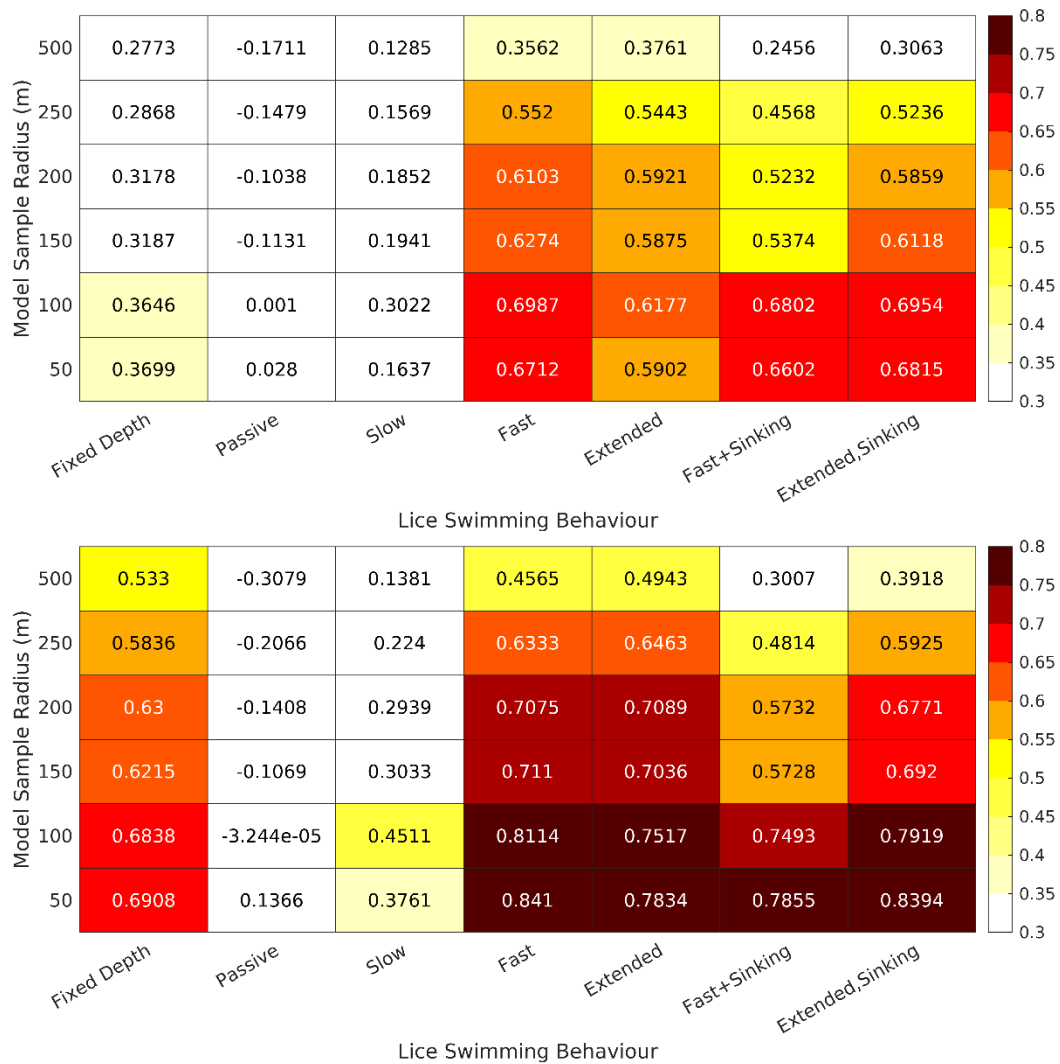 500 0.2773 -0.1711 0.1285 0.3562 0.3761 0.2456 0.3063
250 0.2868 -0.1479 0.1569 0.552 0.5443 0.4568 0.5236
200 0.3178 -0.1038 0.1852 0.6103 0.5921 0.5232 0.5859
150 0.3187 -0.1131 0.1941 0.6274 0.5875 0.5374 0.6118
100 0.3646 0.001 0.3022 0.6987 0.6177 0.6802 0.6954
50 0.3699 0.028 0.1637 0.6712 0.5902 0.6602 0.6815
Model Sample Radius (m)
Fixed Depth Passive Slow Fast Extended Fast+Sinking Extended,Sinking
Lice Swimming Behaviour
0.8
0.75
0.7
0.65
0.6
0.55
0.5
0.45
0.4
0.35
0.3
500 0.533 -0.3079 0.1381 0.4565 0.4943 0.3007 0.3918
250 0.5836 -0.2066 0.224 0.6333 0.6463 0.4814 0.5925
200 0.63 -0.1408 0.2939 0.7075 0.7089 0.5732 0.6771
150 0.6215 -0.1069 0.3033 0.711 0.7036 0.5728 0.692
100 0.6838 -3.244e-05 0.4511 0.8114 0.7517 0.7493 0.7919
50 0.6908 0.1366 0.3761 0.841 0.7834 0.7855 0.8394
Model Sample Radius (m)
Fixed Depth Passive Slow Fast Extended Fast+Sinking Extended,Sinking
Lice Swimming Behaviour
0.8
0.75
0.7
0.65
0.6
0.55
0.5
0.45
0.4
0.35
0.3